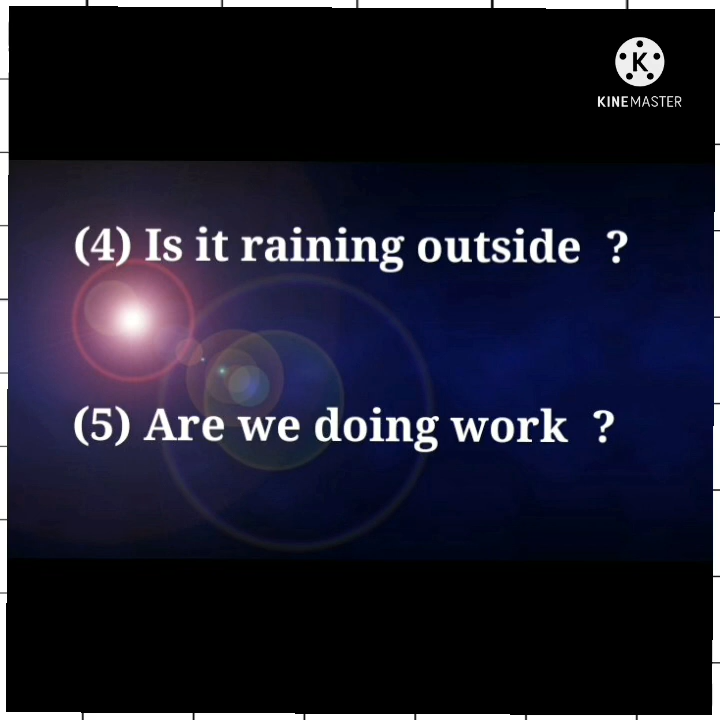 K
KINEMASTER
(4) Is it raining outside ?
(5) Are we doing work ?